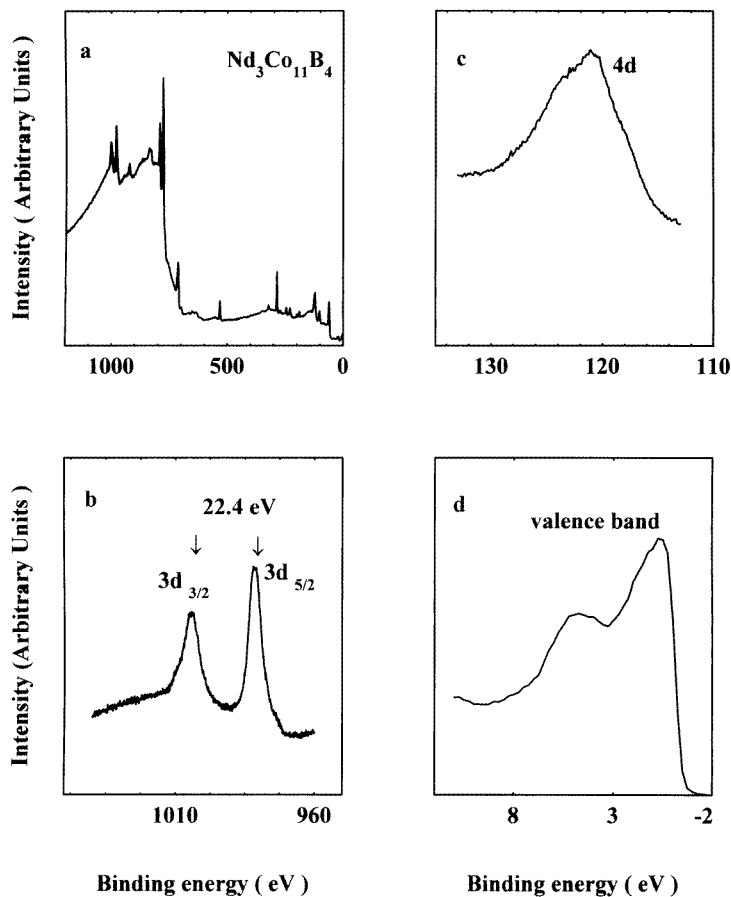 a
Nd3Co11B4
Intensity ( Arbitrary Units )
1000 500 0
c
4d
130 120 110
b
22.4 eV
↓ ↓
3d 3/2
3d 5/2
Intensity (Arbitrary Units )
1010 960
Binding energy ( eV )
d
valence band
8 3 -2
Binding energy ( eV )